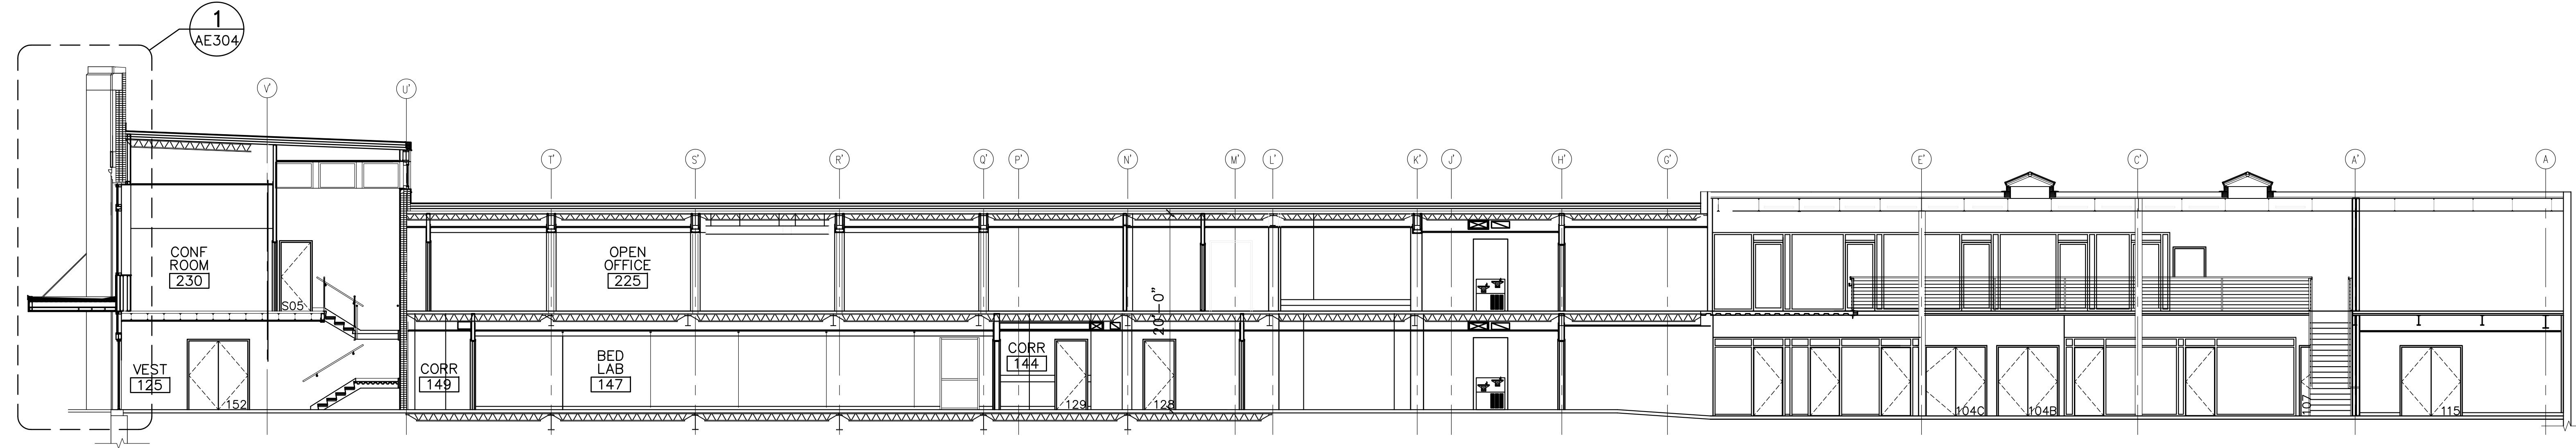 1
AE304
V'
U'
T'
S'
R'
Q'
P'
N'
M'
L'
K'
J'
H'
G'
E'
C'
A'
A
CONF
ROOM
230
OPEN
OFFICE
225
S05
20'-0"
VEST
125
152
CORR
149
BED
LAB
147
CORR
144
129
128
104C
104B
107
115